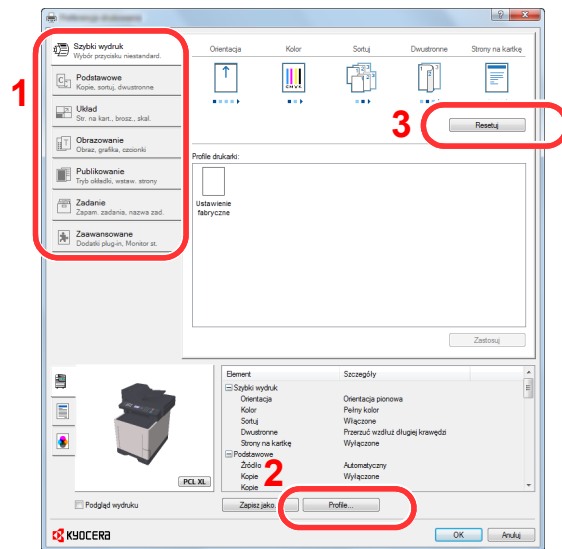 Szybki wydruk
Wybór przycisku niestandard.
Podstawowe
Kopie, sortuj, dwustronne
Układ
Str. na kart., brosz., skal.
Obrazowanie
Obraz, grafika, czcionki
Publikowanie
Tryb okładki, wstaw. strony
Zadanie
Zapam. zadania, nazwa zad.
Zaawansowane
Dodatki plug-in, Monitor st.
1
Orientacja Kolor Sortuj Dwustronne Strony na kartkę
CMYK
3
Resetuj
Profile drukarki:
Ustawienie
fabryczne
Zastosuj
Element Szczegóły
Szybki wydruk
Orientacja Orientacja pionowa
Kolor Pełny kolor
Sortuj Włączone
Dwustronne Przerzuć wzdłuż długiej krawędzi
Strony na kartkę Wyłączone
Podstawowe
Źródło Automatyczny
Kopie Wyłączone
Kopie
2
PCL XL
Podgląd wydruku
Zapisz jako...
Profile...
KYOCERA
OK Anuluj